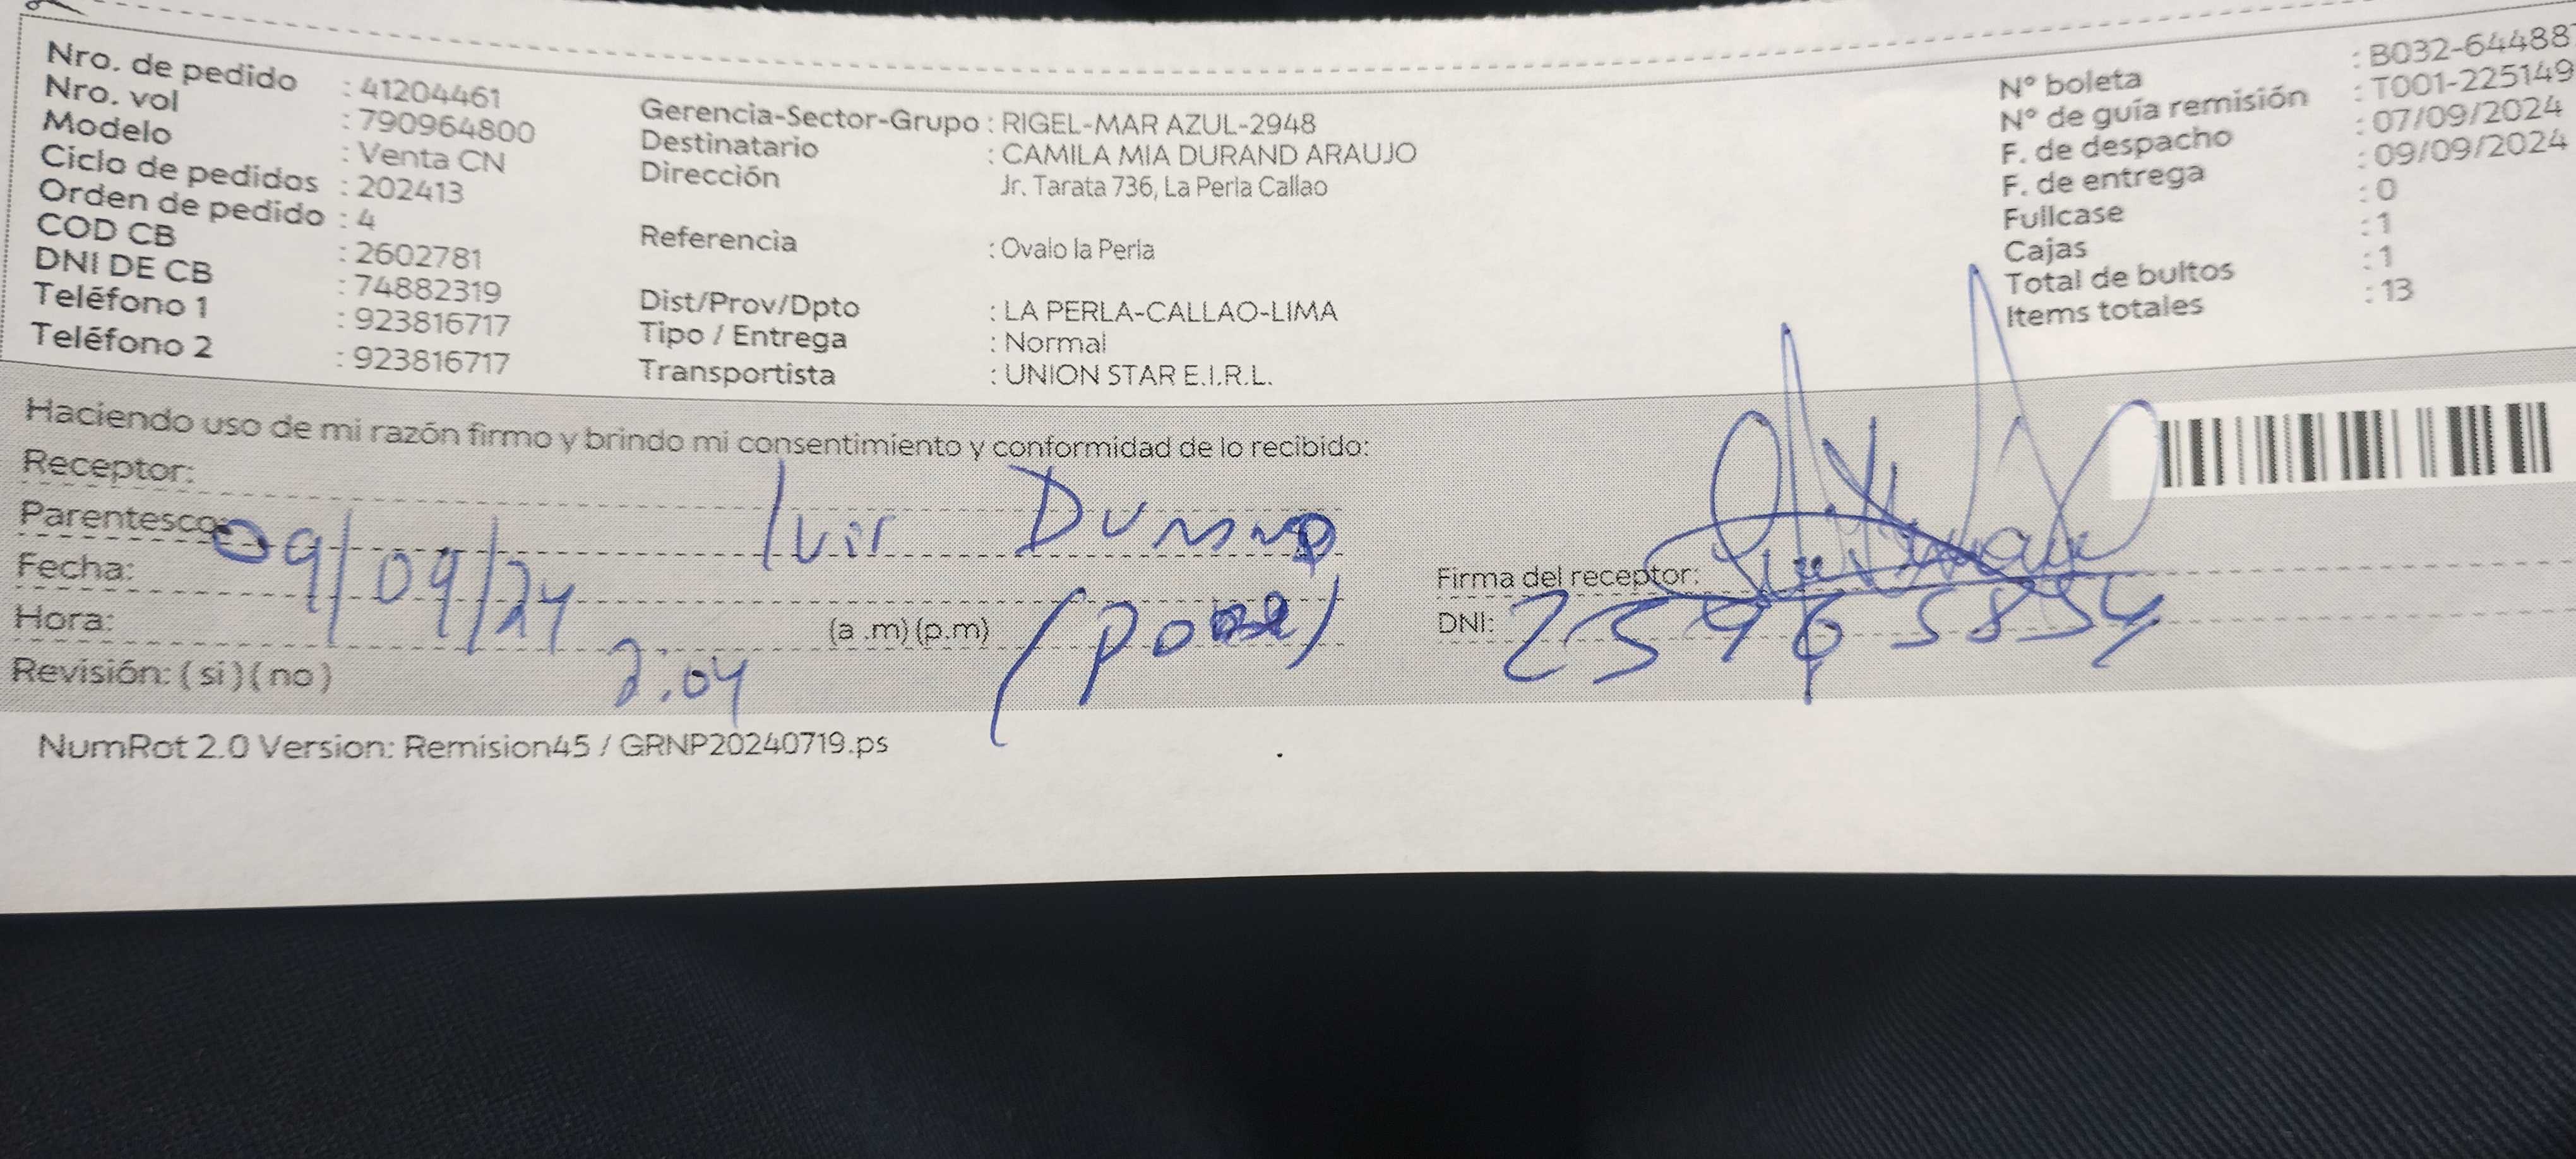 Nro. de pedido : 41204461
Nro. vol : 790964800
Modelo : Venta CN
Ciclo de pedidos : 202413
Orden de pedido : 4
COD CB : 2602781
DNI DE CB : 74882319
Teléfono 1 : 923816717
Teléfono 2 : 923816717
Gerencia-Sector-Grupo : RIGEL-MAR AZUL-2948
Destinatario : CAMILA MIA DURAND ARAUJO
Dirección Jr. Tarata 736, La Perla Callao
Referencia : Ovalo la Perla
Dist/Prov/Dpto : LA PERLA-CALLAO-LIMA
Tipo / Entrega : Normal
Transportista : UNION STAR E.I.R.L.
N° boleta : B032-64488
N° de guía remisión : T001-225149
F. de despacho : 07/09/2024
F. de entrega : 09/09/2024
Fullcase : 0
Cajas : 1
Total de bultos : 1
Items totales : 13
Haciendo uso de mi razón firmo y brindo mi consentimiento y conformidad de lo recibido:
Receptor:
Parentesco:
Fecha: 09/09/24
Hora: 2.04 (a .m) (p.m)
Revisión: ( si ) ( no )
Firma del receptor:
DNI:
NumRot 2.0 Version: Remision45 / GRNP20240719.ps